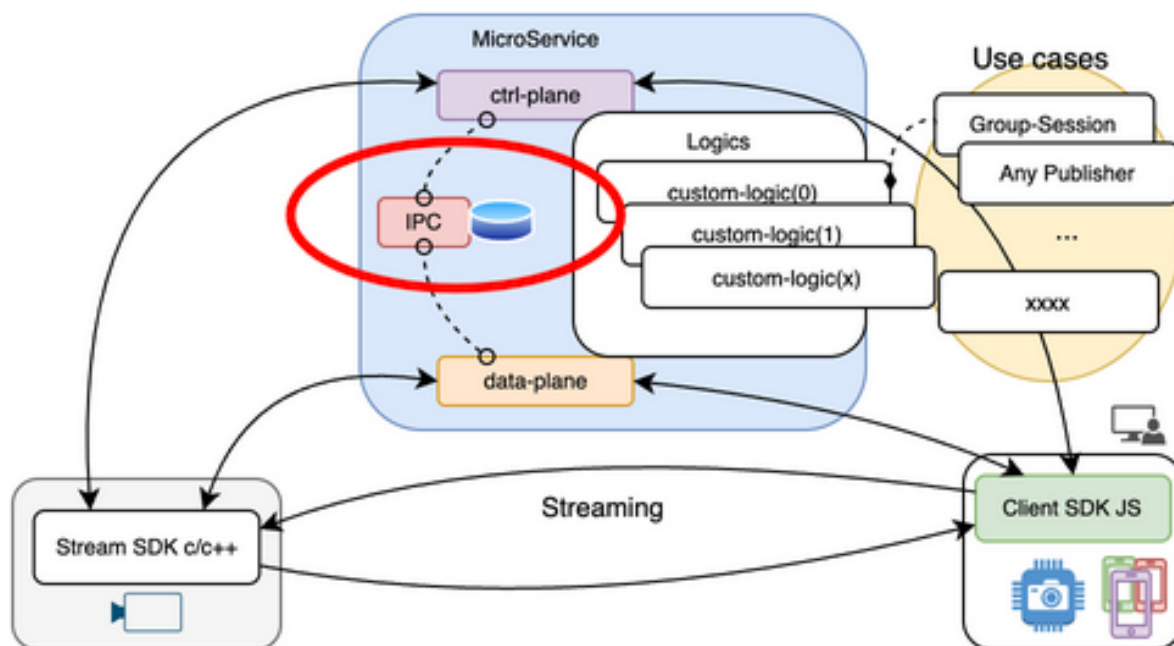 MicroService
ctrl-plane
Use cases
Logics
Group-Session
Any Publisher
custom-logic(0)
IPC
custom-logic(1)
...
custom-logic(x)
xxxx
data-plane
Streaming
Stream SDK c/c++
Client SDK JS